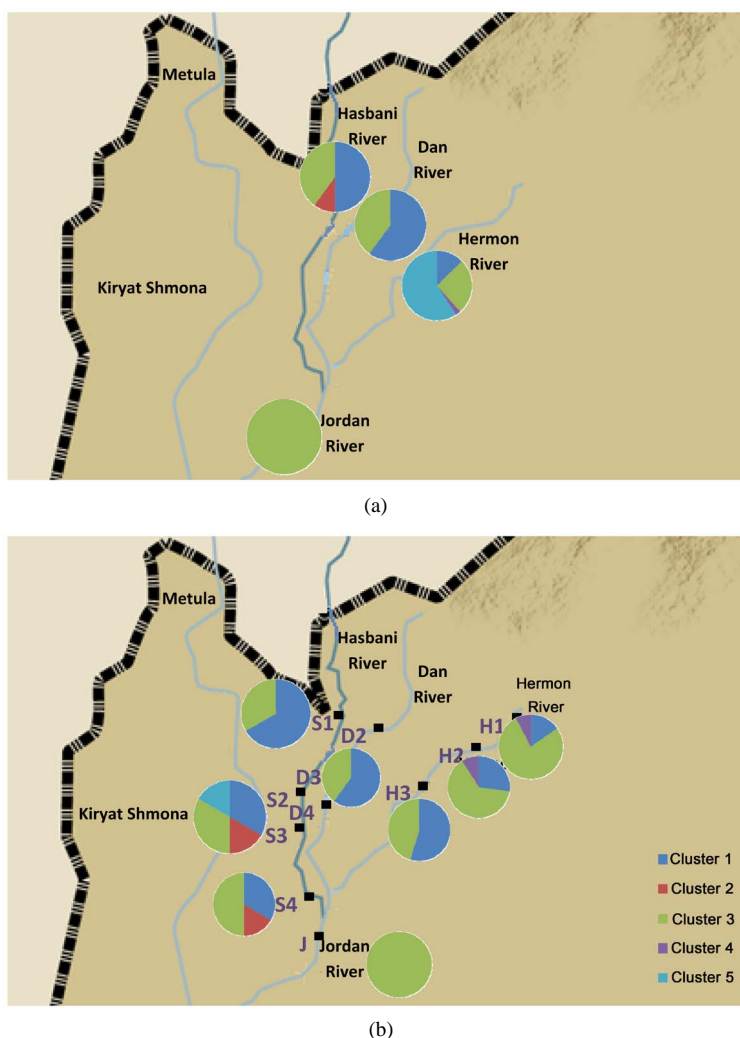 Metula
Hasbani
River
Dan
River
Hermon
River
Kiryat Shmona
Jordan
River
(a)
Metula
Hasbani
River
Dan
River
Hermon
River
S1
D2
H1
H2
D3
S2
H3
D4
Kiryat Shmona
S3
Cluster 1
Cluster 2
S4
Cluster 3
J
Jordan
River
Cluster 4
Cluster 5
(b)